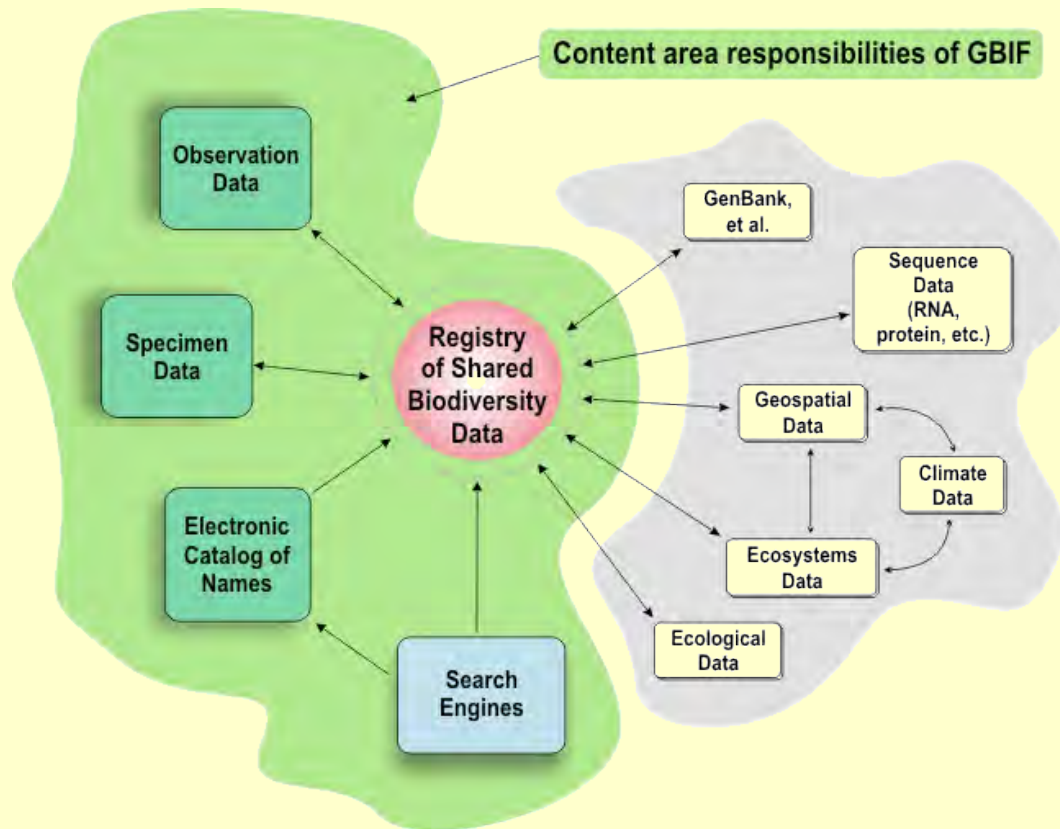 Content area responsibilities of GBIF
Observation
Data
Specimen
Data
Electronic
Catalog of
Names
Search
Engines
Registry
of Shared
Biodiversity
Data
GenBank,
et al.
Sequence
Data
(RNA,
protein, etc.)
Geospatial
Data
Climate
Data
Ecosystems
Data
Ecological
Data